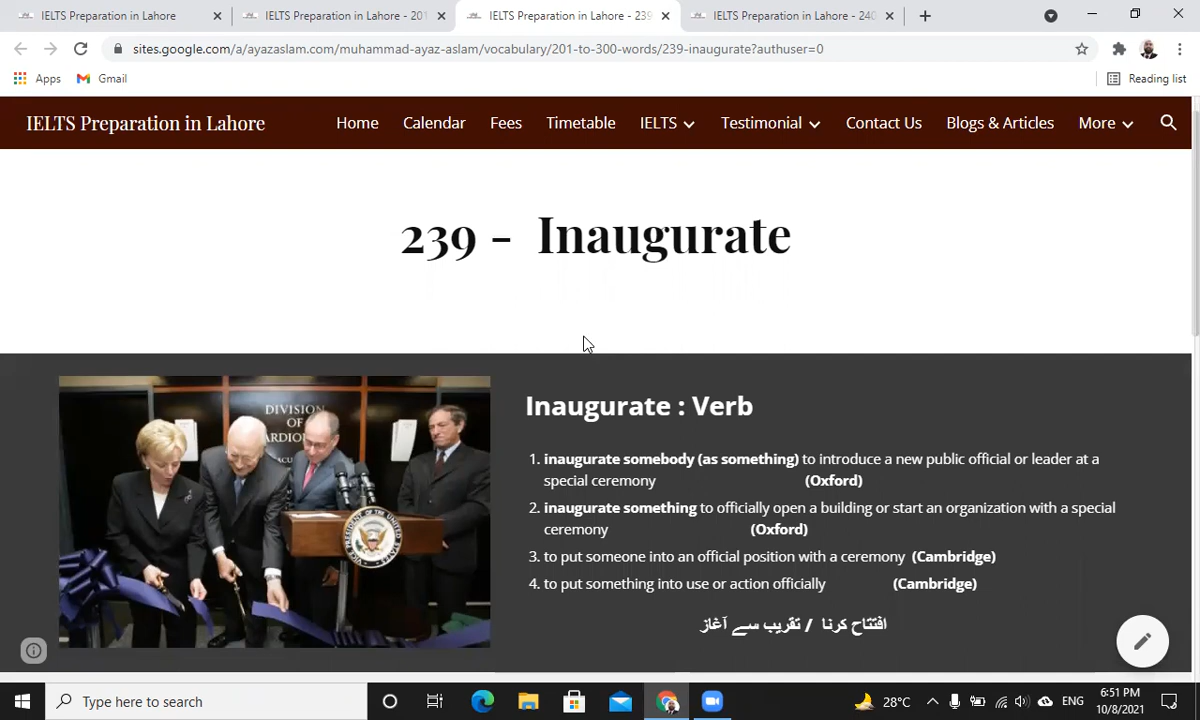 IELTS Preparation in Lahore
IELTS Preparation in Lahore - 201
IELTS Preparation in Lahore - 239
IELTS Preparation in Lahore - 240
sites.google.com/a/ayazaslam.com/muhammad-ayaz-aslam/vocabulary/201-to-300-words/239-inaugurate?authuser=0
Apps Gmail Reading list
IELTS Preparation in Lahore Home Calendar Fees Timetable IELTS Testimonial Contact Us Blogs & Articles More
239 - Inaugurate
DIVISION
OF
Inaugurate : Verb
1. inaugurate somebody (as something) to introduce a new public official or leader at a
special ceremony (Oxford)
2. inaugurate something to officially open a building or start an organization with a special
ceremony (Oxford)
3. to put someone into an official position with a ceremony (Cambridge)
4. to put something into use or action officially (Cambridge)
افتتاح کرنا / تقریب سے آغاز
Type here to search
28°C ENG 6:51 PM
10/8/2021